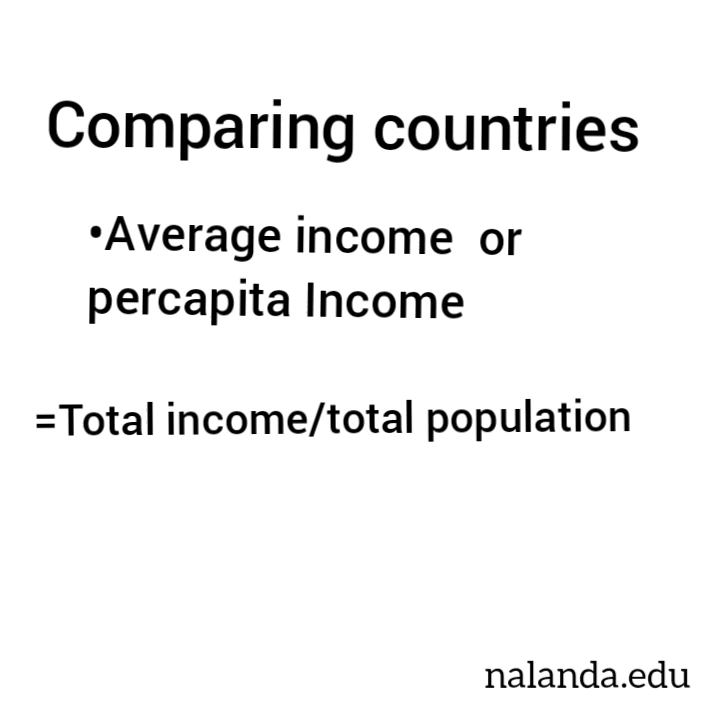 Comparing countries
•Average income or
percapita Income
=Total income/total population
nalanda.edu